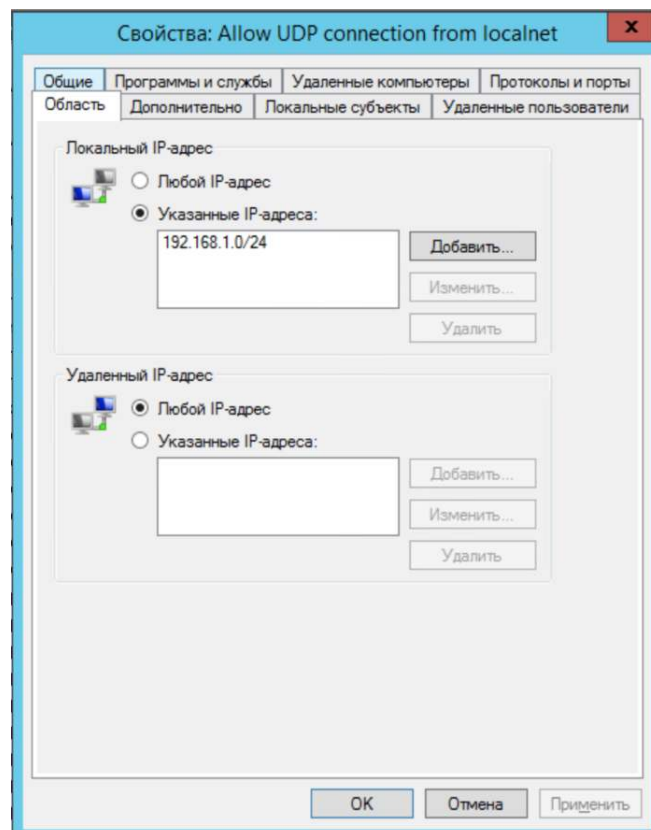 Свойства: Allow UDP connection from localnet
x
Общие Программы и службы Удаленные компьютеры Протоколы и порты
Область Дополнительно Локальные субъекты Удаленные пользователи
Локальный IP-адрес
Любой IP-адрес
Указанные IP-адреса:
192.168.1.0/24
Добавить...
Изменить...
Удалить
Удаленный IP-адрес
Любой IP-адрес
Указанные IP-адреса:
Добавить...
Изменить...
Удалить
OK Отмена Применить